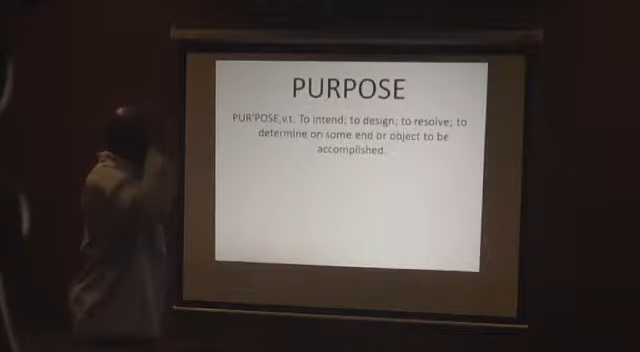 PURPOSE
PUR'POSE,v.t. To intend; to design; to resolve; to
determine on some end or object to be
accomplished.